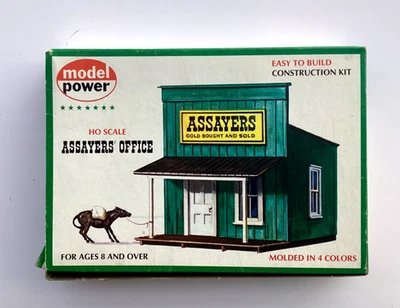 model
power
EASY TO BUILD
CONSTRUCTION KIT
HO SCALE
ASSAYERS' OFFICE
ASSAYERS
GOLD BOUGHT AND SOLD
FOR AGES 8 AND OVER
MOLDED IN 4 COLORS